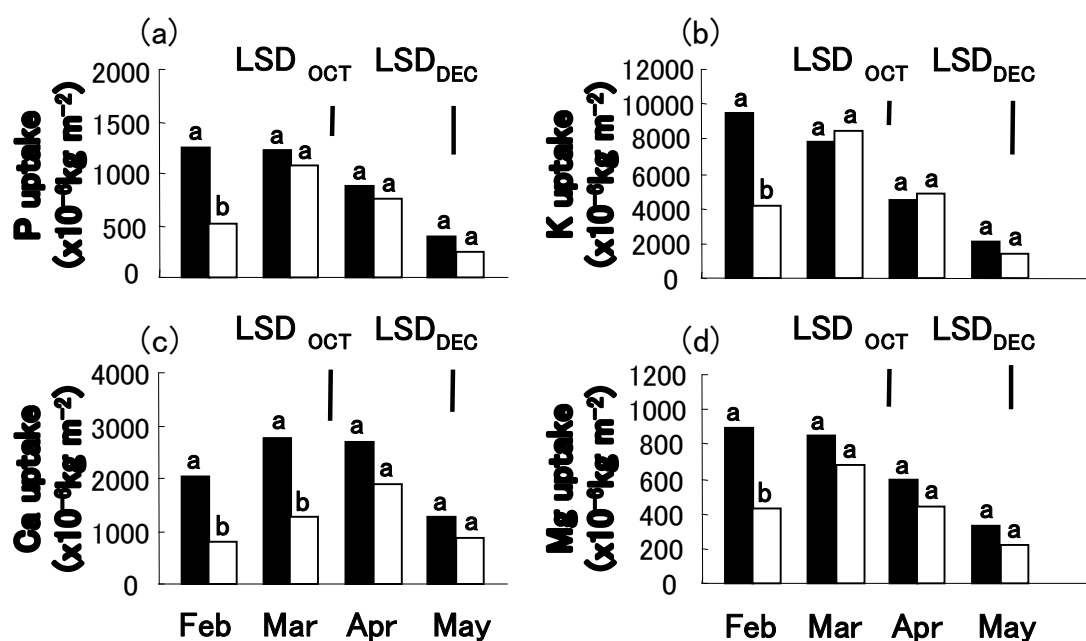 (a)
LSD OCT LSD DEC
P uptake
(x10⁻⁶kg m⁻²)
2000
1500
1000
500
0
a
b
a
a
a
a
a
a
(b)
LSD OCT LSD DEC
K uptake
(x10⁻⁶kg m⁻²)
12000
10000
8000
6000
4000
2000
0
a
b
a
a
a
a
a
a
(c)
LSD OCT LSD DEC
Ca uptake
(x10⁻⁶kg m⁻²)
4000
3000
2000
1000
0
a
b
a
b
a
a
a
a
Feb Mar Apr May
(d)
LSD OCT LSD DEC
Mg uptake
(x10⁻⁶kg m⁻²)
1200
1000
800
600
400
200
0
a
b
a
a
a
a
a
a
Feb Mar Apr May